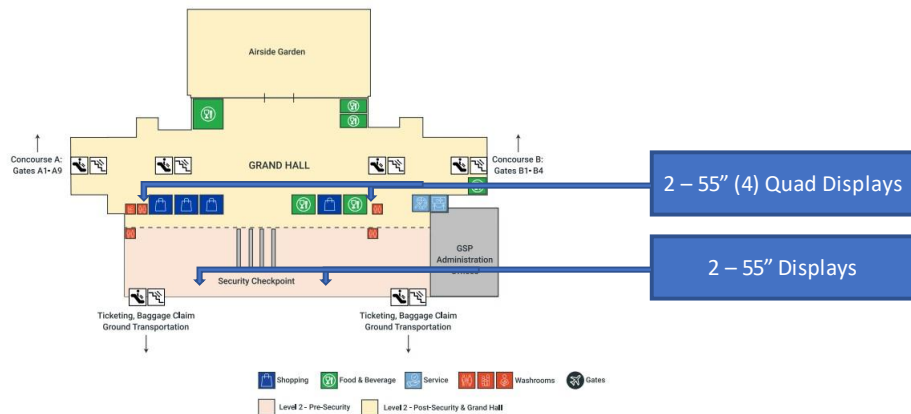 Airside Garden
Concourse A:
Gates A1• A9
GRAND HALL
Concourse B:
Gates B1• B4
2 – 55” (4) Quad Displays
GSP
Administration
2 – 55” Displays
Security Checkpoint
Ticketing, Baggage Claim
Ground Transportation
Ticketing, Baggage Claim
Ground Transportation
Shopping
Food & Beverage
Service
Washrooms
Gates
Level 2 - Pre-Security
Level 2 - Post-Security & Grand Hall